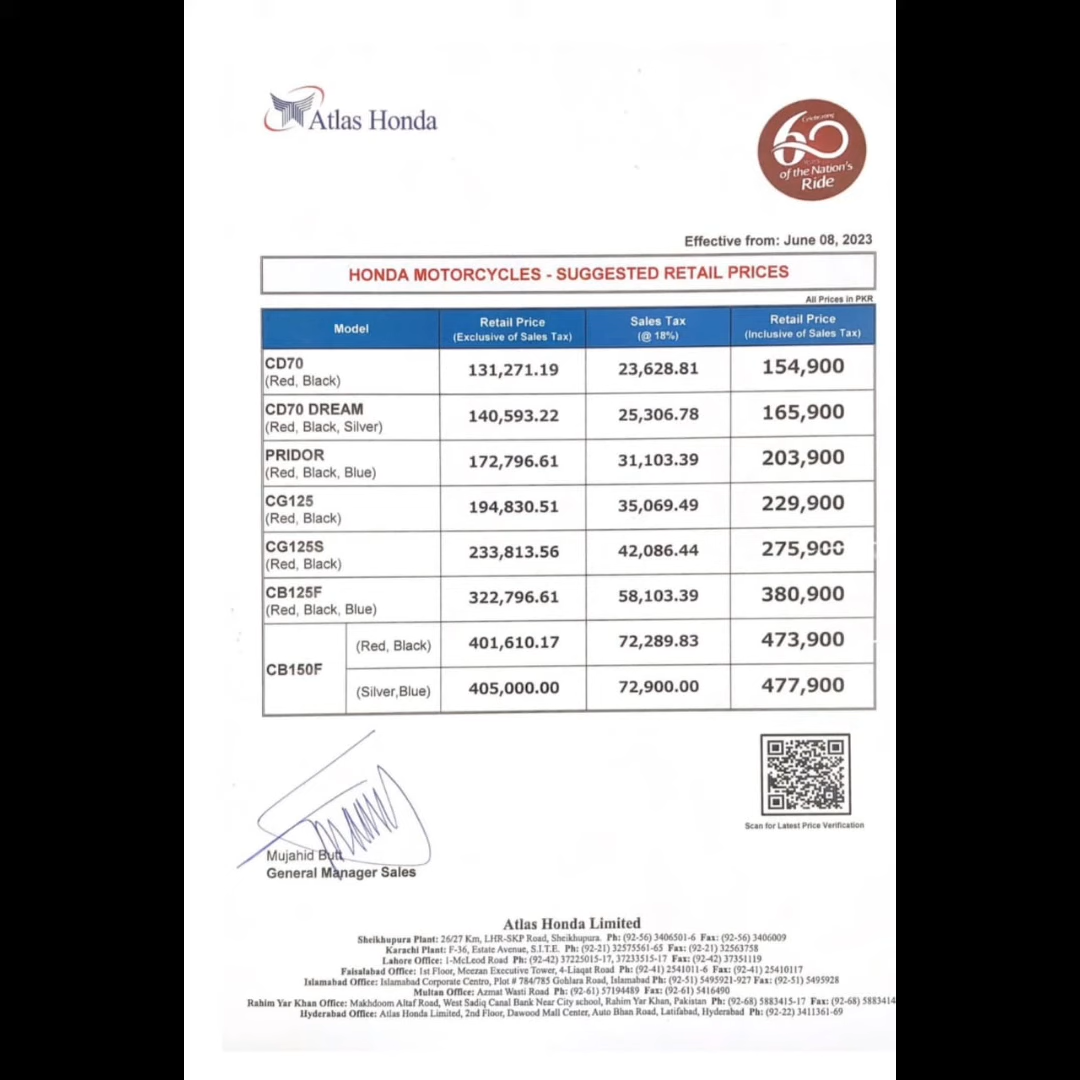 Atlas Honda
Celebrating
60
of the Nation's
Ride
Effective from: June 08, 2023
HONDA MOTORCYCLES - SUGGESTED RETAIL PRICES
All Prices in PKR
Model Retail Price (Exclusive of Sales Tax) Sales Tax (@ 18%) Retail Price (Inclusive of Sales Tax)
CD70 (Red, Black) 131,271.19 23,628.81 154,900
CD70 DREAM (Red, Black, Silver) 140,593.22 25,306.78 165,900
PRIDOR (Red, Black, Blue) 172,796.61 31,103.39 203,900
CG125 (Red, Black) 194,830.51 35,069.49 229,900
CG125S (Red, Black) 233,813.56 42,086.44 275,900
CB125F (Red, Black, Blue) 322,796.61 58,103.39 380,900
CB150F (Red, Black) 401,610.17 72,289.83 473,900
(Silver,Blue) 405,000.00 72,900.00 477,900
Scan for Latest Price Verification
Mujahid Butt
General Manager Sales
Atlas Honda Limited
Sheikhupura Plant: 26/27 Km, LHR-SKP Road, Sheikhupura. Ph: (92-56) 3406501-6 Fax: (92-56) 3406009
Karachi Plant: F-36, Estate Avenue, S.I.T.E. Ph: (92-21) 32575561-65 Fax: (92-21) 32563758
Lahore Office: 1-McLeod Road Ph: (92-42) 37225015-17, 37233515-17 Fax: (92-42) 37351119
Faisalabad Office: 1st Floor, Meezan Executive Tower, 4-Liaqat Road Ph: (92-41) 2541011-6 Fax: (92-41) 25410117
Islamabad Office: Islamabad Corporate Centro, Plot # 784/785 Gohlara Road, Islamabad Ph: (92-51) 5495921-927 Fax: (92-51) 5495928
Multan Office: Azmat Wasti Road Ph: (92-61) 57194489 Fax: (92-61) 5416490
Rahim Yar Khan Office: Makhdoom Altaf Road, West Sadiq Canal Bank Near City school, Rahim Yar Khan, Pakistan Ph: (92-68) 5883415-17 Fax: (92-68) 5883414
Hyderabad Office: Atlas Honda Limited, 2nd Floor, Dawood Mall Center, Auto Bhan Road, Latifabad, Hyderabad Ph: (92-22) 3411361-69